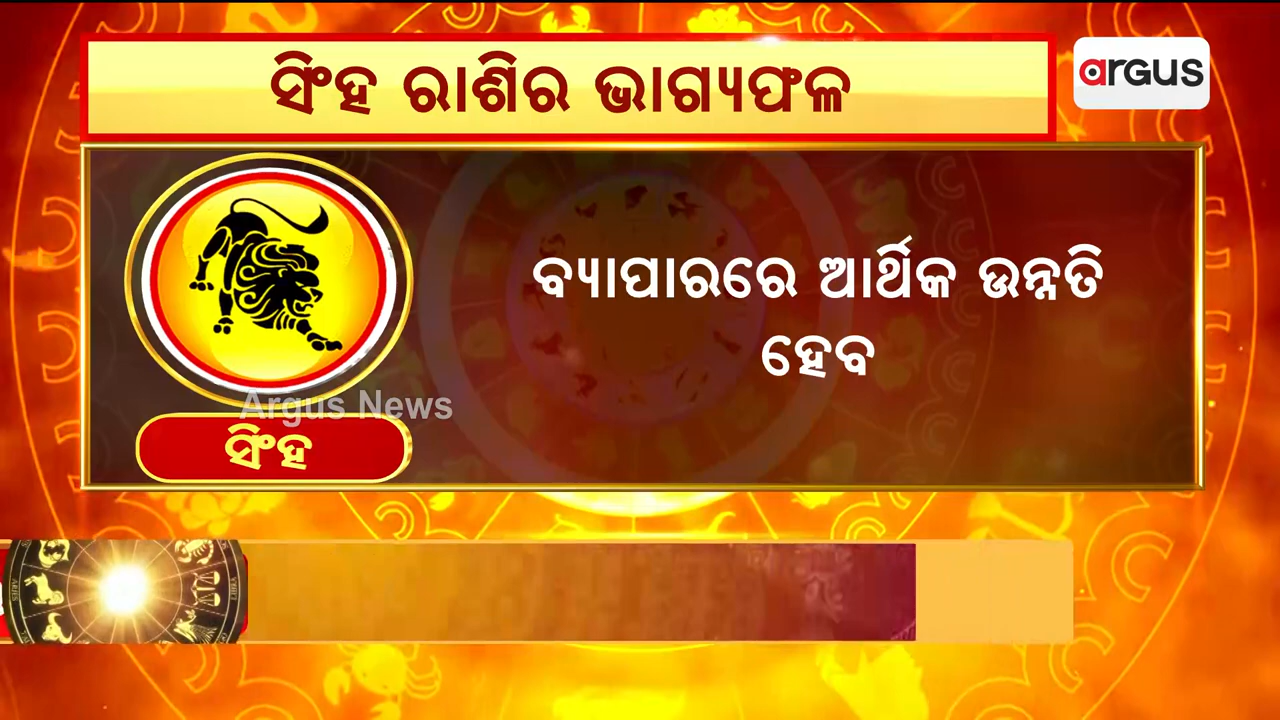 ସିଂହ ରାଶିର ଭାଗ୍ୟଫଳ
argus
ବ୍ୟାପାରରେ ଆର୍ଥିକ ଉନ୍ନତି
ହେବ
Argus News
ସିଂହ